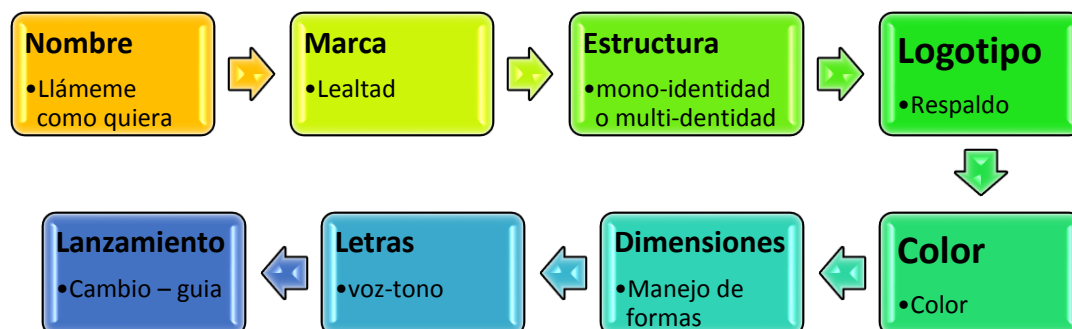 Nombre
•Llámeme
como quiera
Marca
•Lealtad
Estructura
•mono-identidad
o multi-dentidad
Logotipo
•Respaldo
Color
•Color
Dimensiones
•Manejo de
formas
Letras
•voz-tono
Lanzamiento
•Cambio – guia